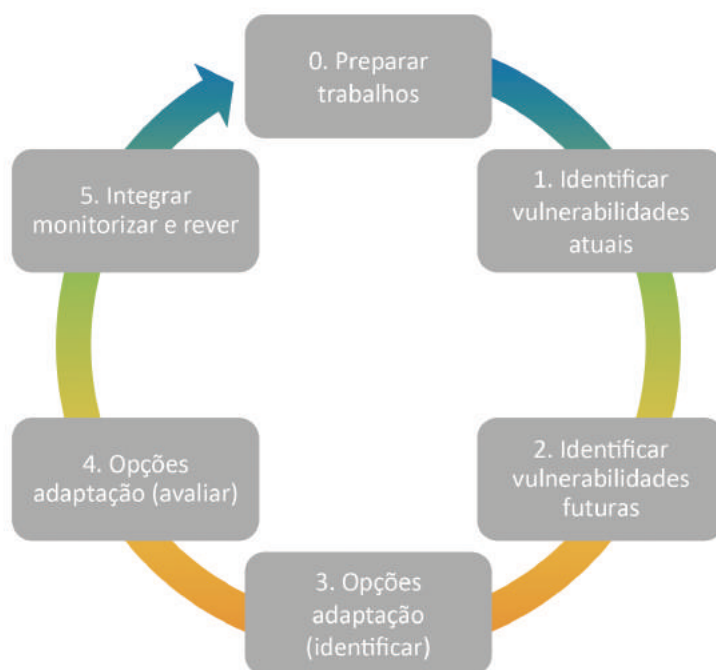 0. Preparar
trabalhos
1. Identificar
vulnerabilidades
atuais
2. Identificar
vulnerabilidades
futuras
3. Opções
adaptação
(identificar)
4. Opções
adaptação (avaliar)
5. Integrar
monitorizar e rever